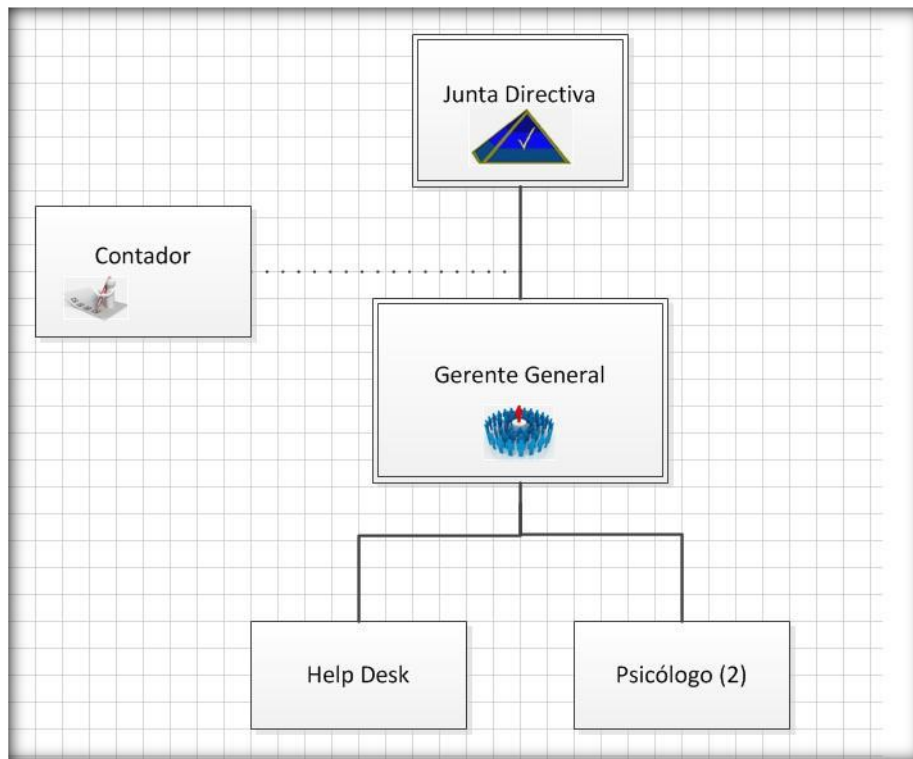 Junta Directiva
Contador
Gerente General
Help Desk
Psicólogo (2)